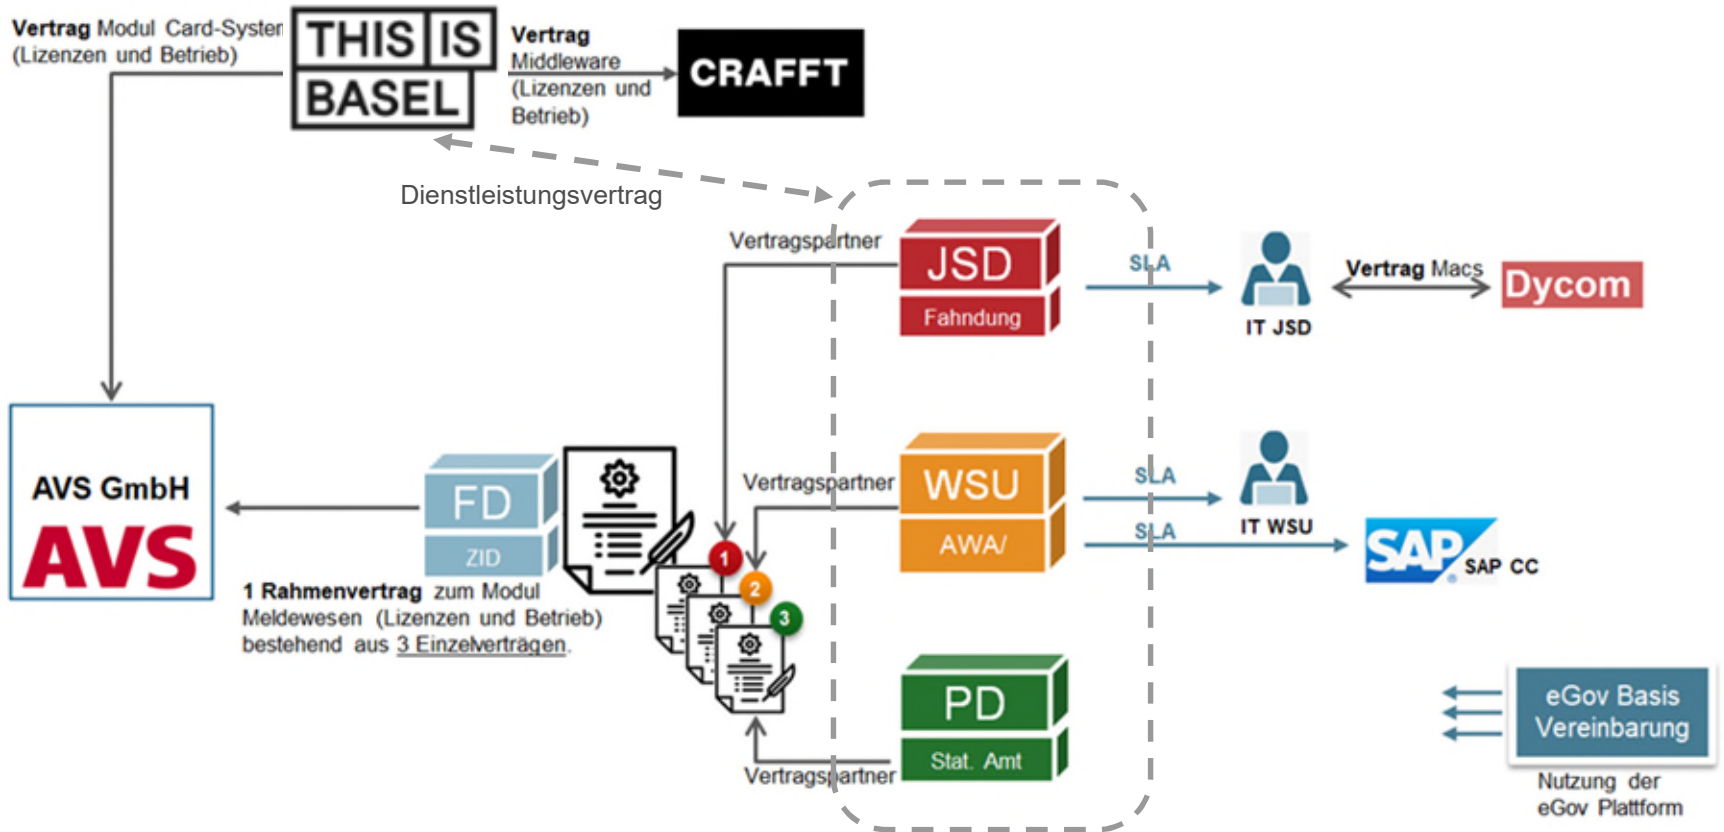 Vertrag Modul Card-System
(Lizenzen und Betrieb)
THIS IS
BASEL
Vertrag
Middleware
(Lizenzen und
Betrieb)
CRAFFT
Dienstleistungsvertrag
Vertragspartner
JSD
Fahndung
SLA
IT JSD
Vertrag Macs
Dycom
AVS GmbH
AVS
FD
ZID
1 Rahmenvertrag zum Modul
Meldewesen (Lizenzen und Betrieb)
bestehend aus 3 Einzelverträgen.
1
2
3
Vertragspartner
WSU
AWA/
SLA
IT WSU
SLA
SAP
®
SAP CC
PD
Stat. Amt
Vertragspartner
eGov Basis
Vereinbarung
Nutzung der
eGov Plattform